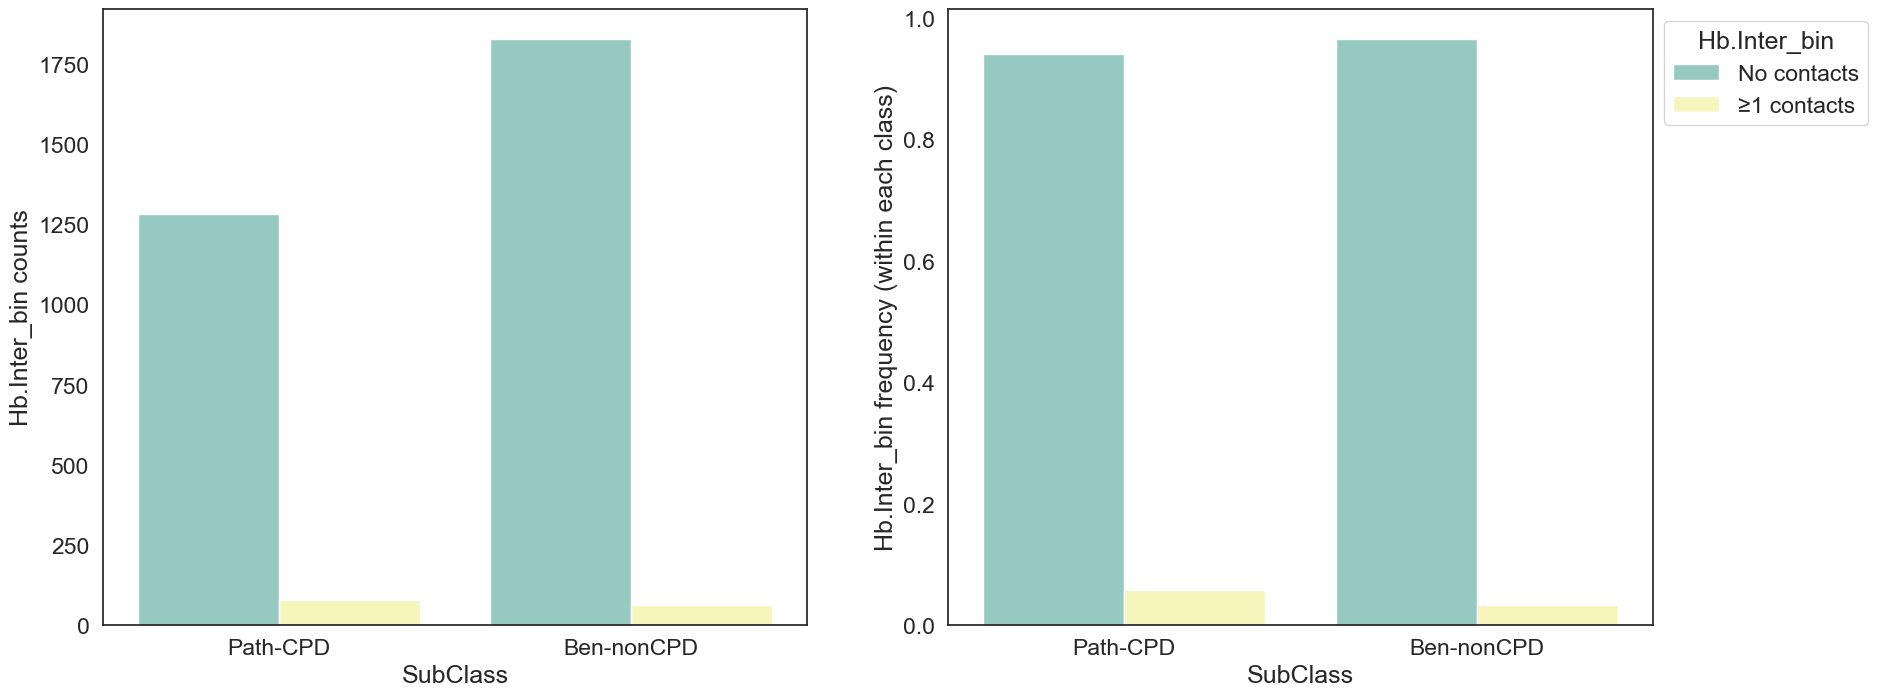 Hb.Inter_bin counts
1750
1500
1250
1000
750
500
250
0
Path-CPD
Ben-nonCPD
SubClass
Hb.Inter_bin frequency (within each class)
1.0
0.8
0.6
0.4
0.2
0.0
Path-CPD
Ben-nonCPD
SubClass
Hb.Inter_bin
No contacts
≥1 contacts